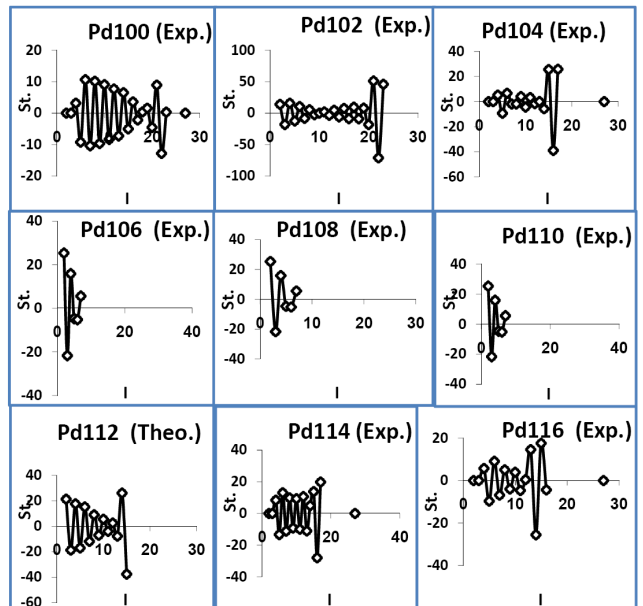 Pd100 (Exp.)
20
10
0
-10
-20
St.
0
10
20
30
I
Pd102 (Exp.)
100
50
0
-50
-100
St.
0
10
20
30
I
Pd104 (Exp.)
40
20
0
-20
-40
-60
St.
0
10
20
30
I
Pd106 (Exp.)
40
20
0
-20
-40
St.
0
20
40
I
Pd108 (Exp.)
40
20
0
-20
-40
St.
0
10
20
30
I
Pd110 (Exp.)
40
20
0
-20
-40
St.
0
20
40
I
Pd112 (Theo.)
40
20
0
-20
-40
-60
St.
0
10
20
30
I
Pd114 (Exp.)
40
20
0
-20
-40
St.
0
20
40
I
Pd116 (Exp.)
20
0
-20
-40
St.
0
10
20
30
I